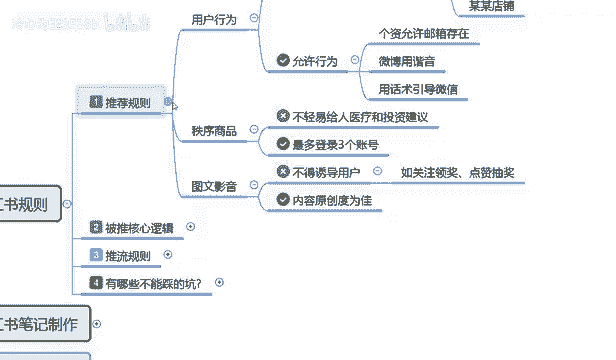 某某店铺
用户行为
个资允许邮箱存在
允许行为
微博用谐音
用话术引导微信
1 推荐规则
不轻易给人医疗和投资建议
秩序商品
最多登录3个账号
不得诱导用户
如关注领奖、点赞抽奖
图文影音
内容原创度为佳
书规则
2 被推核心逻辑
3 推流规则
4 有哪些不能踩的坑?
书笔记制作